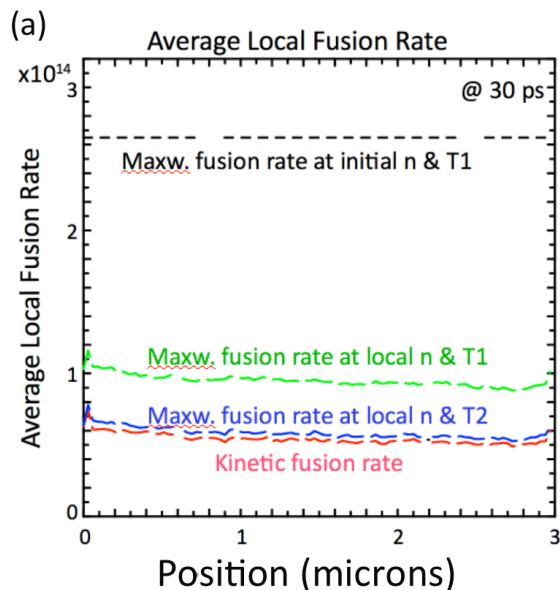 (a)
Average Local Fusion Rate
x10¹⁴
@ 30 ps
3
Maxw. fusion rate at initial n & T1
2
Average Local Fusion Rate
Maxw. fusion rate at local n & T1
1
Maxw. fusion rate at local n & T2
Kinetic fusion rate
0
0 1 2 3
Position (microns)